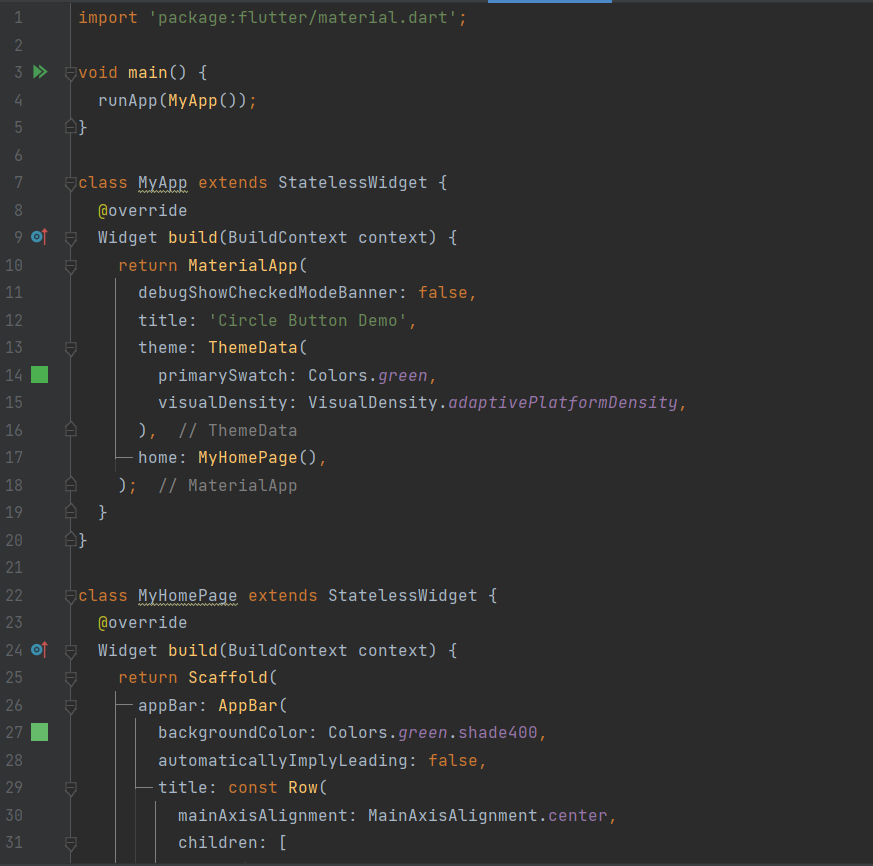 1 import 'package:flutter/material.dart';
2
3 void main() {
4   runApp(MyApp());
5 }
6
7 class MyApp extends StatelessWidget {
8   @override
9   Widget build(BuildContext context) {
10     return MaterialApp(
11       debugShowCheckedModeBanner: false,
12       title: 'Circle Button Demo',
13       theme: ThemeData(
14         primarySwatch: Colors.green,
15         visualDensity: VisualDensity.adaptivePlatformDensity,
16       ),  // ThemeData
17       home: MyHomePage(),
18     );  // MaterialApp
19   }
20 }
21
22 class MyHomePage extends StatelessWidget {
23   @override
24   Widget build(BuildContext context) {
25     return Scaffold(
26       appBar: AppBar(
27         backgroundColor: Colors.green.shade400,
28         automaticallyImplyLeading: false,
29         title: const Row(
30           mainAxisAlignment: MainAxisAlignment.center,
31           children: [